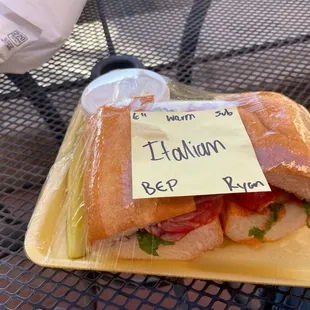 6" warm sub
Italian
BEP Ryan